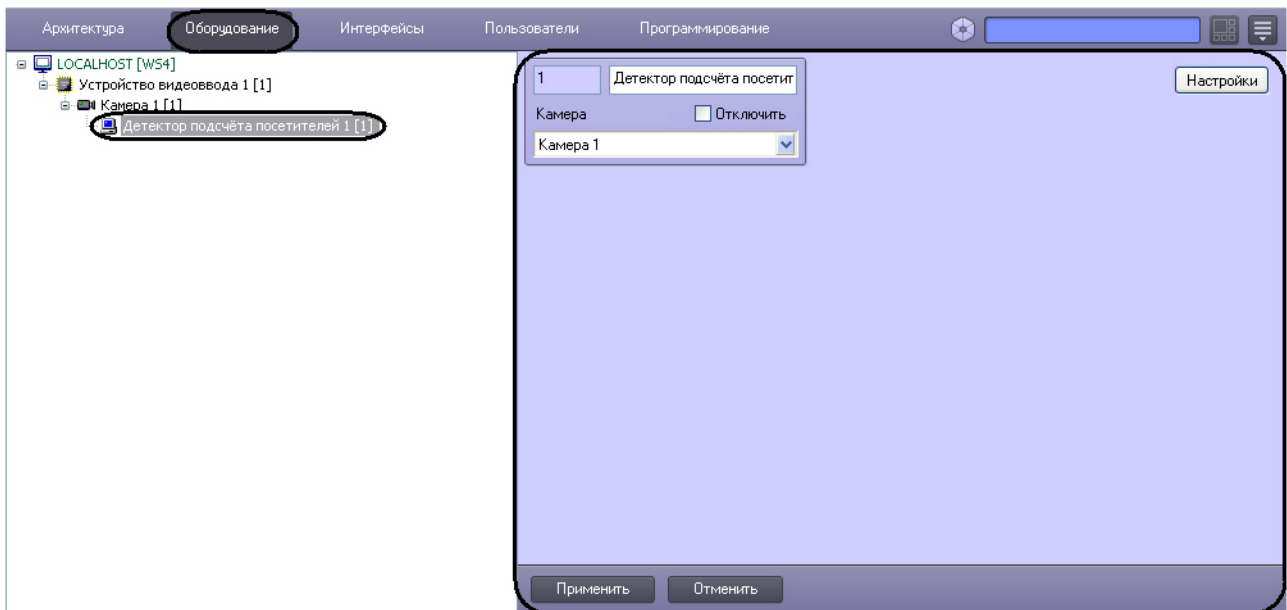 Архитектура Оборудование Интерфейсы Пользователи Программирование
LOCALHOST [WS4]
Устройство видеоввода 1 [1]
Камера 1 [1]
Детектор подсчёта посетителей 1 [1]
1 Детектор подсчёта посетит
Настройки
Камера Отключить
Камера 1
Применить Отменить